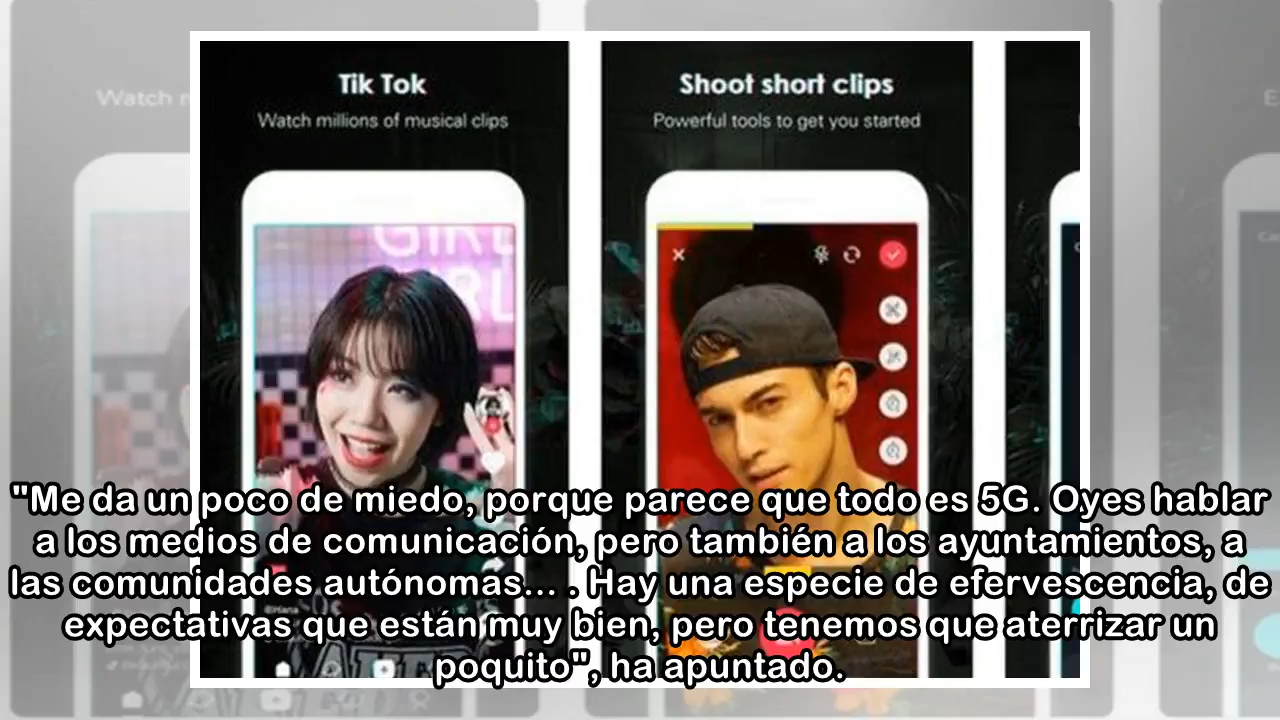 Tik Tok
Watch millions of musical clips
Shoot short clips
Powerful tools to get you started
GIRL
"Me da un poco de miedo, porque parece que todo es 5G. Oyes hablar
a los medios de comunicación, pero también a los ayuntamientos, a
las comunidades autónomas... . Hay una especie de efervescencia, de
expectativas que están muy bien, pero tenemos que aterrizar un
poquito", ha apuntado.